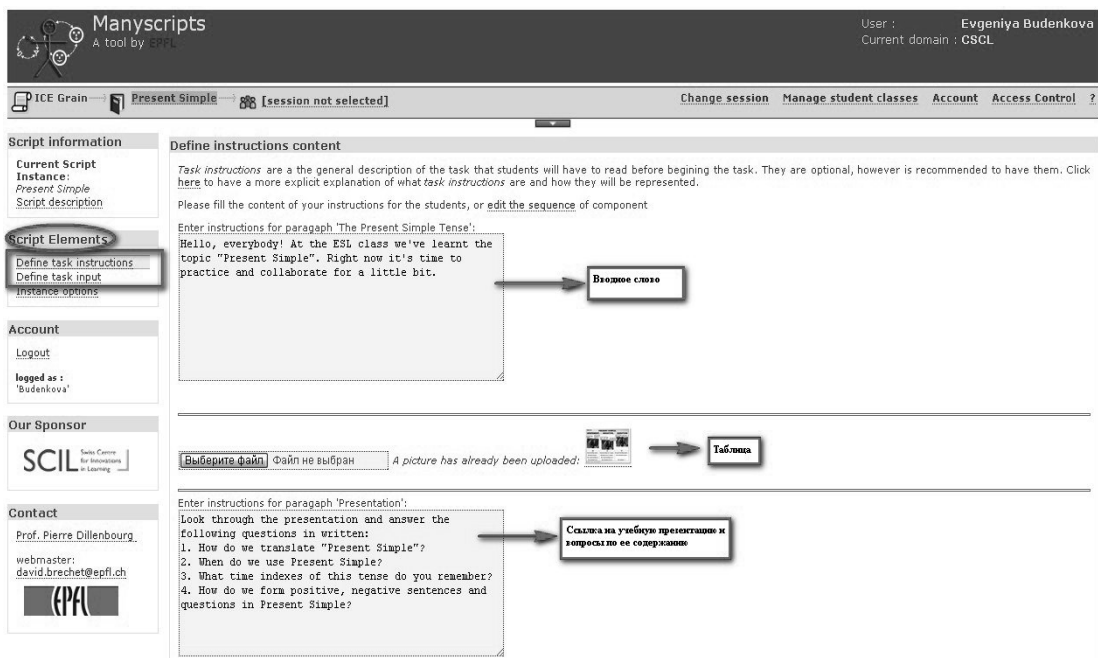 Manyscripts
A tool by EPFL
User : Evgeniya Budenkova
Current domain : CSCL
ICE Grain Present Simple [session not selected]
Change session Manage student classes Account Access Control ?
Script information
Current Script
Instance:
Present Simple
Script description
Script Elements
Define task instructions
Define task input
Instance options
Account
Logout
logged as :
'Budenkova'
Our Sponsor
SCIL Swiss Centre
for Innovations
in Learning
Contact
Prof. Pierre Dillenbourg
webmaster:
david.brechet@epfl.ch
EPFL
Define instructions content
Task instructions are a the general description of the task that students will have to read before begining the task. They are optional, however is recommended to have them. Click
here to have a more explicit explanation of what task instructions are and how they will be represented.
Please fill the content of your instructions for the students, or edit the sequence of component
Enter instructions for paragaph 'The Present Simple Tense':
Hello, everybody! At the ESL class we've learnt the
topic "Present Simple". Right now it's time to
practice and collaborate for a little bit.
Вводное слово
Выберите файл Файл не выбран A picture has already been uploaded:
Таблица
Enter instructions for paragaph 'Presentation':
Look through the presentation and answer the
following questions in written:
1. How do we translate "Present Simple"?
2. When do we use Present Simple?
3. What time indexes of this tense do you remember?
4. How do we form positive, negative sentences and
questions in Present Simple?
Ссылка на учебную презентацию и
вопросы по ее содержанию